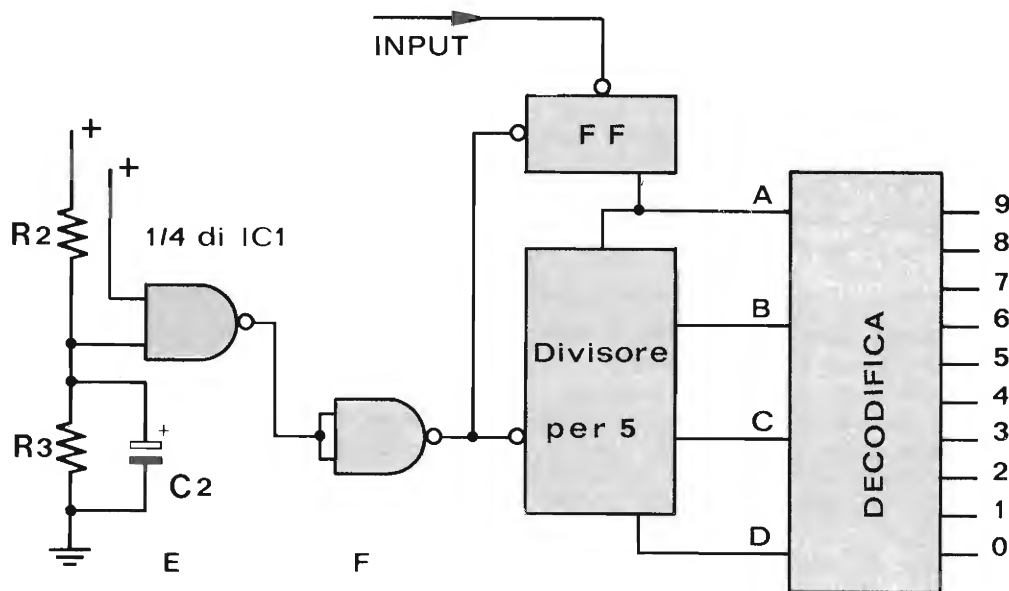 INPUT
F F
+
+
R2
1/4 di IC1
A
B
C
D
Divisore
per 5
DECODIFICA
9
8
7
6
5
4
3
2
1
0
R3
+
C2
E
F